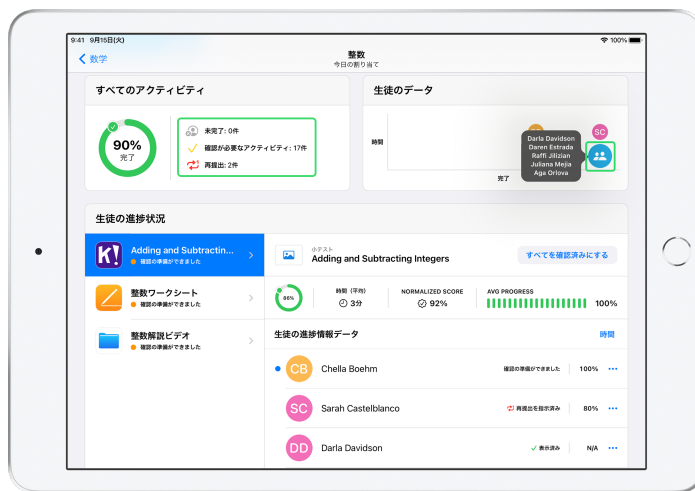 9:41 9月15日(火)
100%
数学
整数
今日の割り当て
すべてのアクティビティ
90%
完了
未完了: 0件
確認が必要なアクティビティ: 17件
再提出: 2件
生徒のデータ
時間
SC
Darla Davidson
Daren Estrada
Raffi Jilizian
Juliana Mejia
Aga Orlova
完了
生徒の進捗状況
K!
Adding and Subtractin...
確認の準備ができました
整数ワークシート
確認の準備ができました
整数解説ビデオ
確認の準備ができました
小テスト
Adding and Subtracting Integers
すべてを確認済みにする
86%
時間 (平均)
3分
NORMALIZED SCORE
92%
AVG PROGRESS
100%
生徒の進捗情報データ
時間
CB
Chella Boehm
確認の準備ができました
100%
SC
Sarah Castelblanco
再提出を指示済み
80%
DD
Darla Davidson
表示済み
N/A